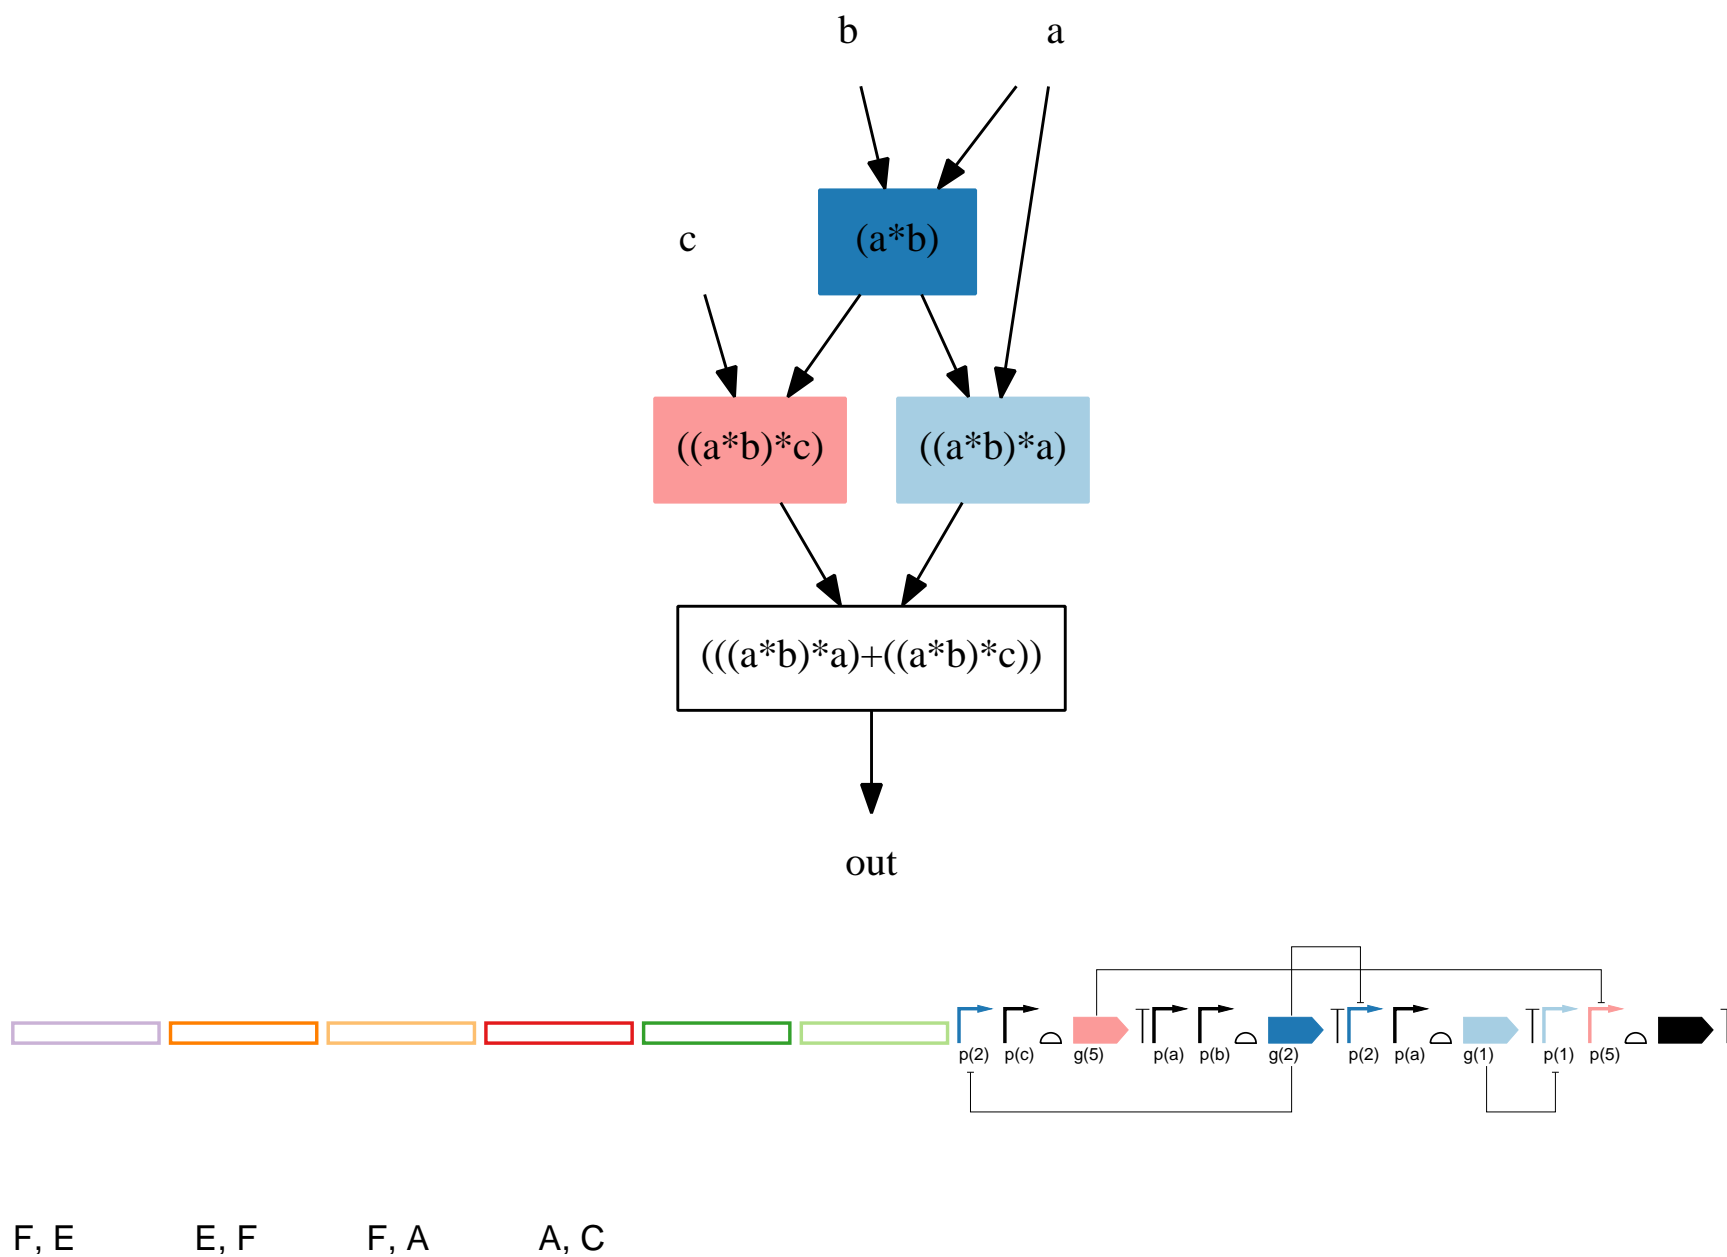 b a
(a*b)
c
((a*b)*c) ((a*b)*a)
(((a*b)*a)+((a*b)*c))
out
p(2) p(c) g(5) p(a) p(b) g(2) p(2) p(a) g(1) p(1) p(5)
F, E E, F F, A A, C